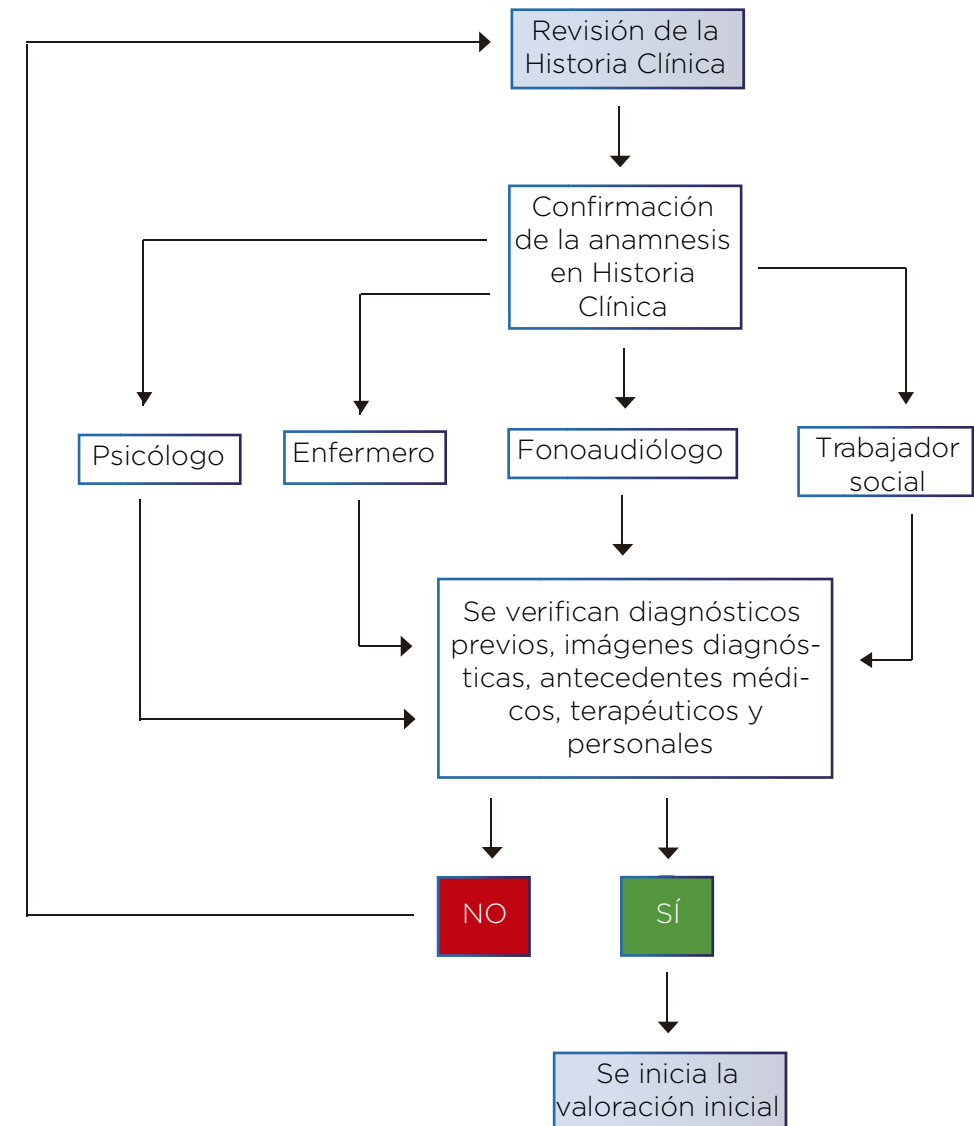 Revisión de la
Historia Clínica
Confirmación
de la anamnesis
en Historia
Clínica
Psicólogo
Enfermero
Fonoaudiólogo
Trabajador
social
Se verifican diagnósticos
previos, imágenes diagnós-
ticas, antecedentes médi-
cos, terapéuticos y
personales
NO
SÍ
Se inicia la
valoración inicial